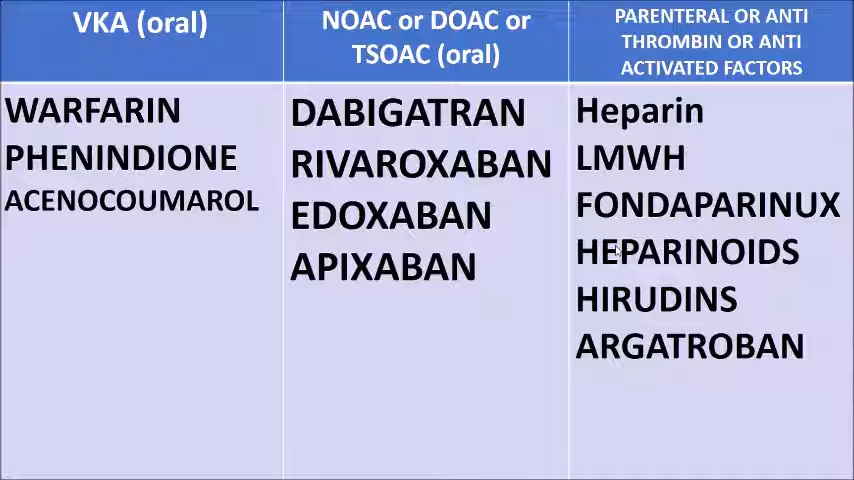 VKA (oral)
WARFARIN
PHENINDIONE
ACENOCOUMAROL
NOAC or DOAC or
TSOAC (oral)
DABIGATRAN
RIVAROXABAN
EDOXABAN
APIXABAN
PARENTERAL OR ANTI
THROMBIN OR ANTI
ACTIVATED FACTORS
Heparin
LMWH
FONDAPARINUX
HEPARINOIDS
HIRUDINS
ARGATROBAN